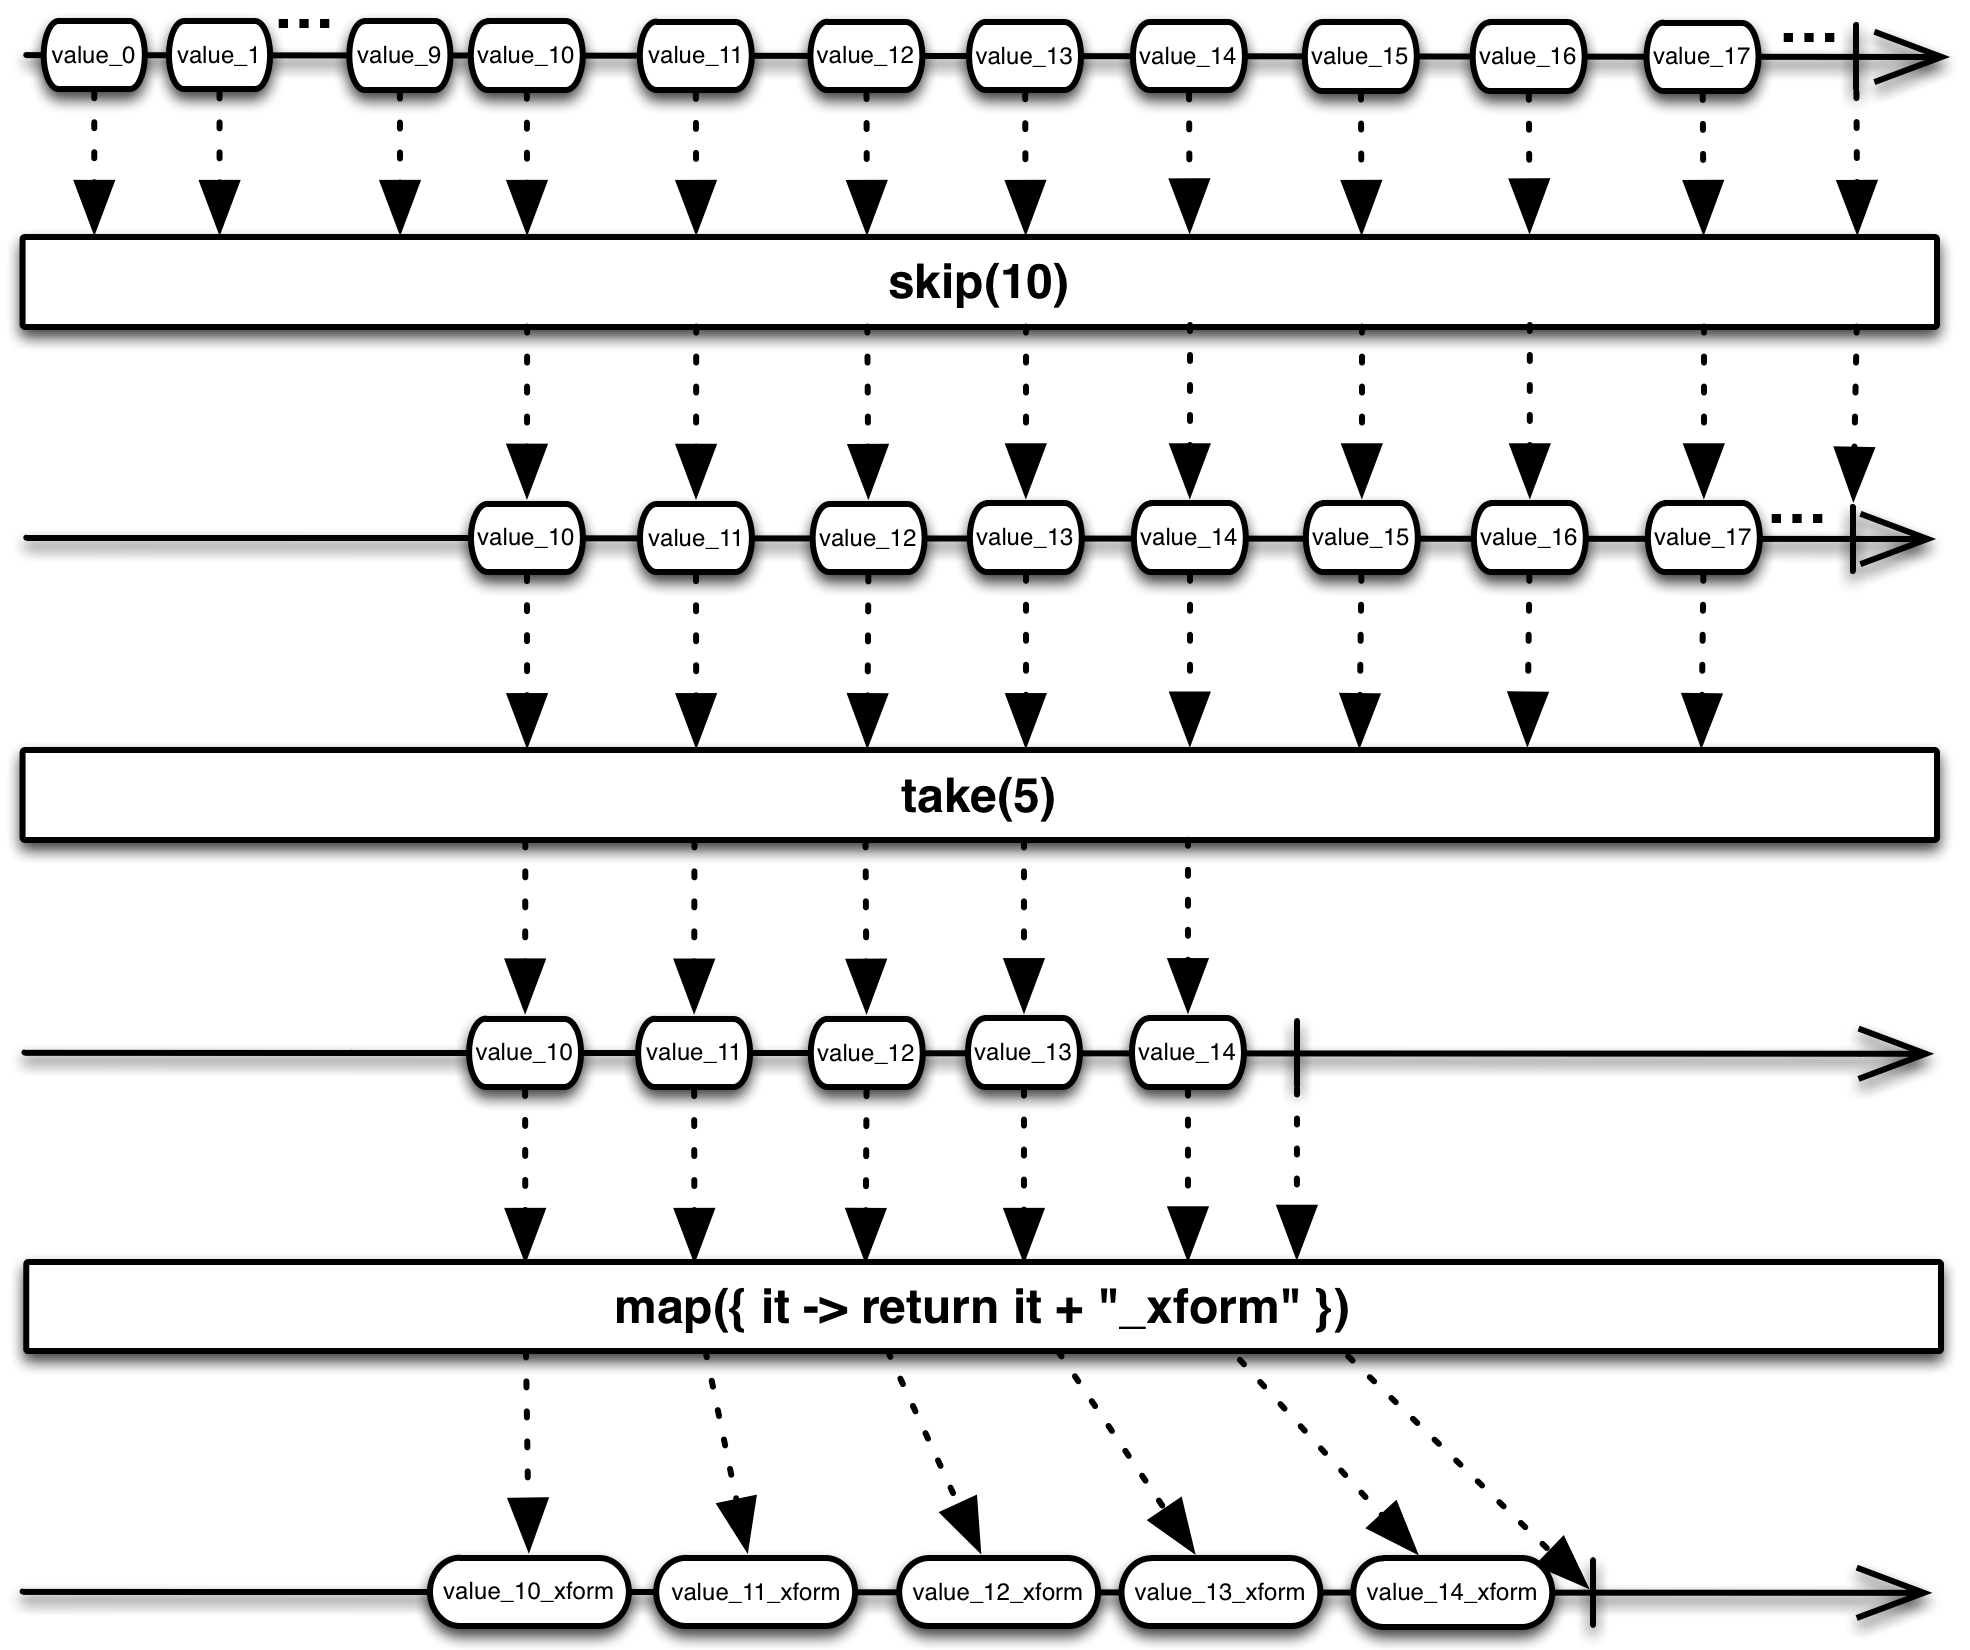 value_0 value_1 ... value_9 value_10 value_11 value_12 value_13 value_14 value_15 value_16 value_17 ...
skip(10)
value_10 value_11 value_12 value_13 value_14 value_15 value_16 value_17 ...
take(5)
value_10 value_11 value_12 value_13 value_14
map({ it -> return it + "_xform" })
value_10_xform value_11_xform value_12_xform value_13_xform value_14_xform